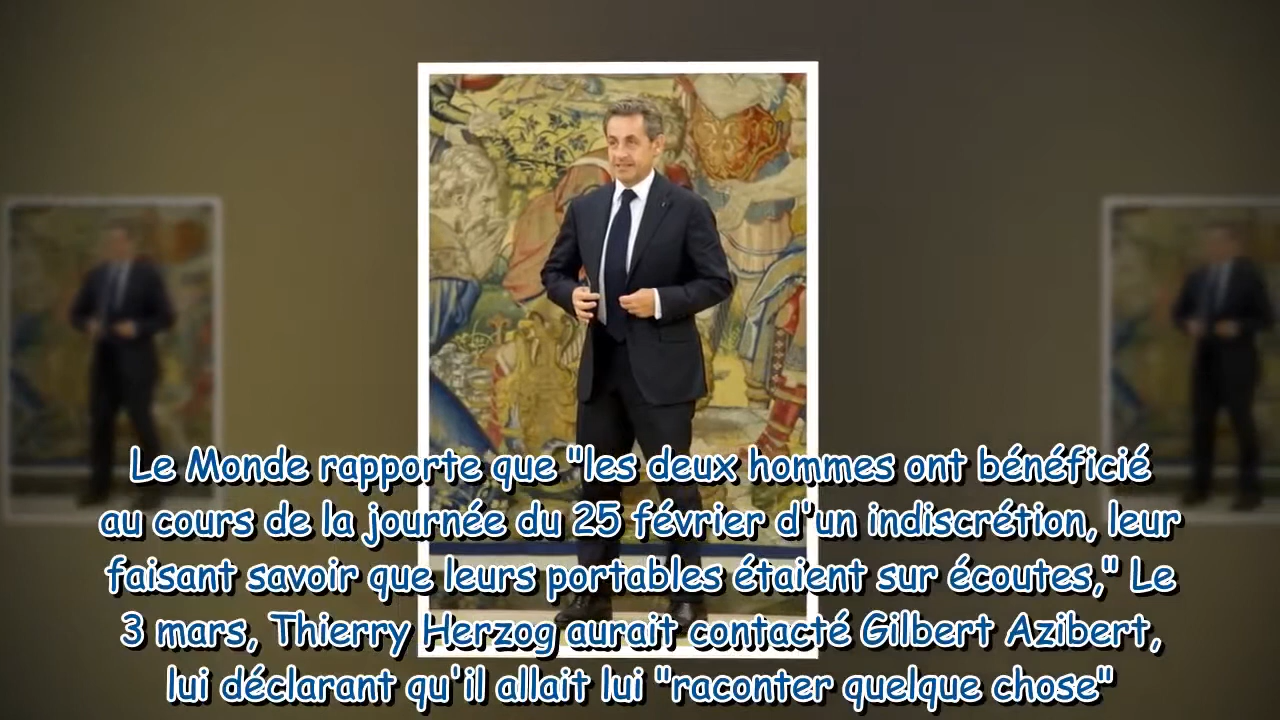 Le Monde rapporte que "les deux hommes ont bénéficié
au cours de la journée du 25 février d'un indiscrétion, leur
faisant savoir que leurs portables étaient sur écoutes," Le
3 mars, Thierry Herzog aurait contacté Gilbert Azibert,
lui déclarant qu'il allait lui "raconter quelque chose"